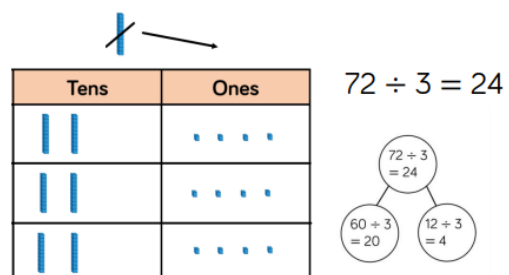 Tens
Ones
72 ÷ 3 = 24
72 ÷ 3
= 24
60 ÷ 3
= 20
12 ÷ 3
= 4